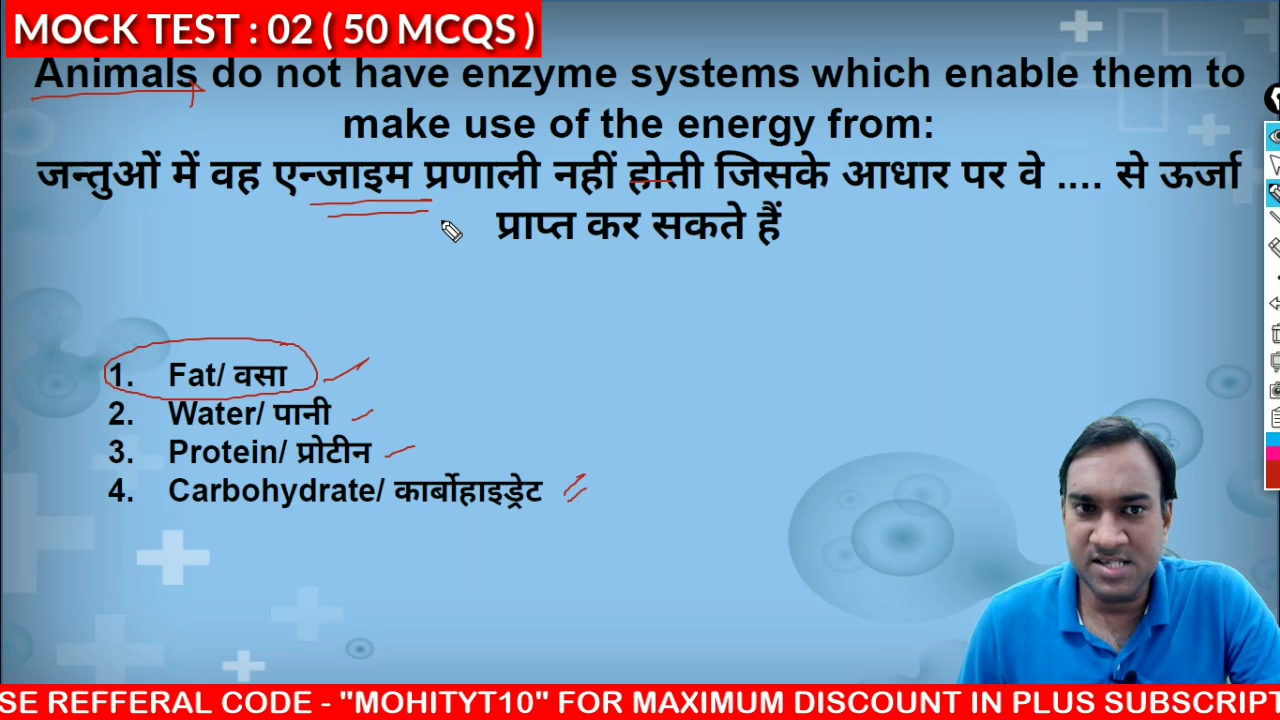 MOCK TEST : 02 ( 50 MCQS )
Animals do not have enzyme systems which enable them to
make use of the energy from:
जन्तुओं में वह एन्जाइम प्रणाली नहीं होती जिसके आधार पर वे .... से ऊर्जा
प्राप्त कर सकते हैं
1. Fat/ वसा
2. Water/ पानी
3. Protein/ प्रोटीन
4. Carbohydrate/ कार्बोहाइड्रेट
SE REFFERAL CODE - "MOHITYT10" FOR MAXIMUM DISCOUNT IN PLUS SUBSCRIPT